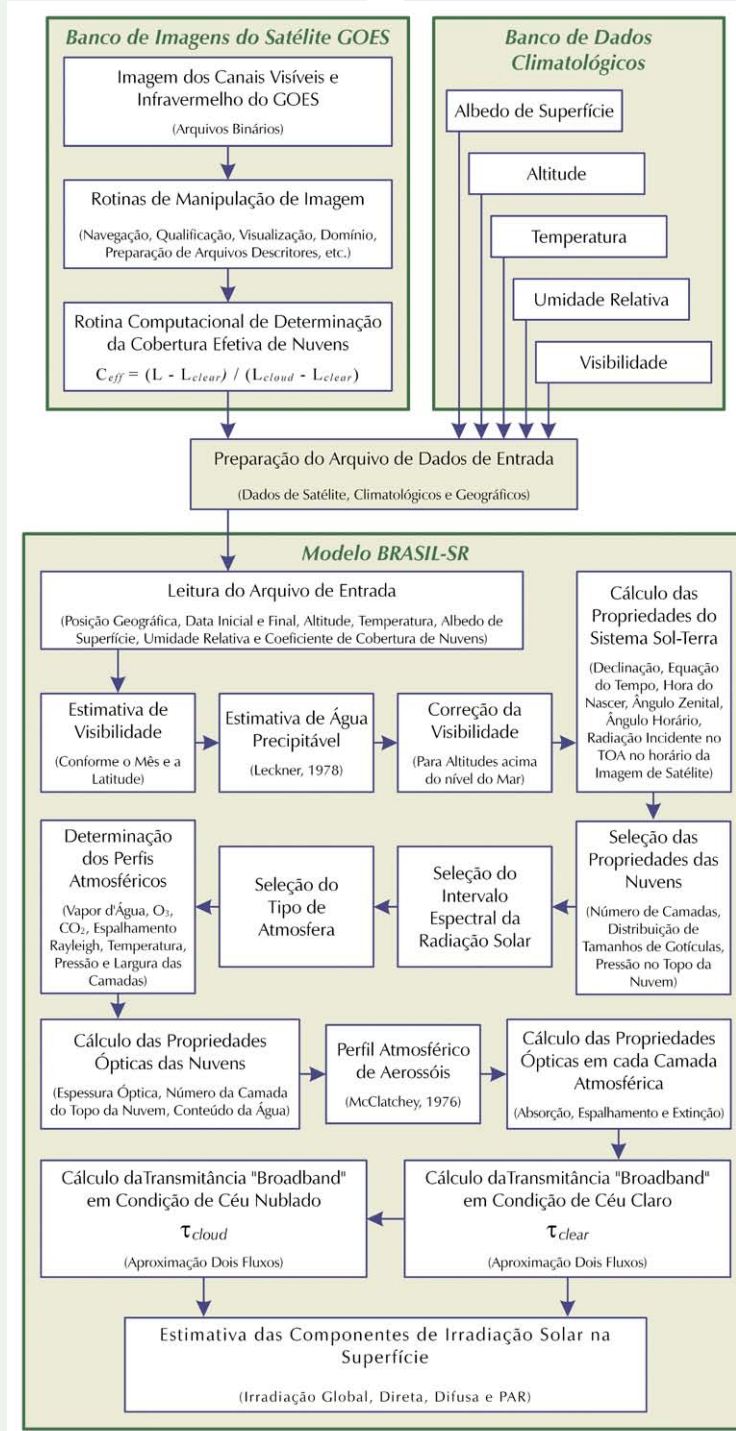 Banco de Imagens do Satélite GOES
Imagem dos Canais Visíveis e
Infravermelho do GOES
(Arquivos Binários)
Rotinas de Manipulação de Imagem
(Navegação, Qualificação, Visualização, Domínio,
Preparação de Arquivos Descritores, etc.)
Rotina Computacional de Determinação
da Cobertura Efetiva de Nuvens
C_eff = (L - L_clear) / (L_cloud - L_clear)
Banco de Dados
Climatológicos
Albedo de Superfície
Altitude
Temperatura
Umidade Relativa
Visibilidade
Preparação do Arquivo de Dados de Entrada
(Dados de Satélite, Climatológicos e Geográficos)
Modelo BRASIL-SR
Leitura do Arquivo de Entrada
(Posição Geográfica, Data Inicial e Final, Altitude, Temperatura, Albedo de
Superfície, Umidade Relativa e Coeficiente de Cobertura de Nuvens)
Estimativa de
Visibilidade
(Conforme o Mês e a
Latitude)
Estimativa de Água
Precipitável
(Leckner, 1978)
Correção da
Visibilidade
(Para Altitudes acima
do nível do Mar)
Cálculo das
Propriedades do
Sistema Sol-Terra
(Declinação, Equação
do Tempo, Hora do
Nascer, Ângulo Zenital,
Ângulo Horário,
Radiação Incidente no
TOA no horário da
Imagem de Satélite)
Seleção das
Propriedades das
Nuvens
(Número de Camadas,
Distribuição de
Tamanhos de Gotículas,
Pressão no Topo da
Nuvem)
Seleção do
Intervalo
Espectral da
Radiação Solar
Seleção do
Tipo de
Atmosfera
Determinação
dos Perfis
Atmosféricos
(Vapor d'Água, O₃,
CO₂, Espalhamento
Rayleigh, Temperatura,
Pressão e Largura das
Camadas)
Cálculo das Propriedades
Ópticas das Nuvens
(Espessura Óptica, Número da Camada
do Topo da Nuvem, Conteúdo da Água)
Perfil Atmosférico
de Aerossóis
(McClatchey, 1976)
Cálculo das Propriedades
Ópticas em cada Camada
Atmosférica
(Absorção, Espalhamento e Extinção)
Cálculo daTransmitância "Broadband"
em Condição de Céu Nublado
τ_cloud
(Aproximação Dois Fluxos)
Cálculo daTransmitância "Broadband"
em Condição de Céu Claro
τ_clear
(Aproximação Dois Fluxos)
Estimativa das Componentes de Irradiação Solar na
Superfície
(Irradiação Global, Direta, Difusa e PAR)